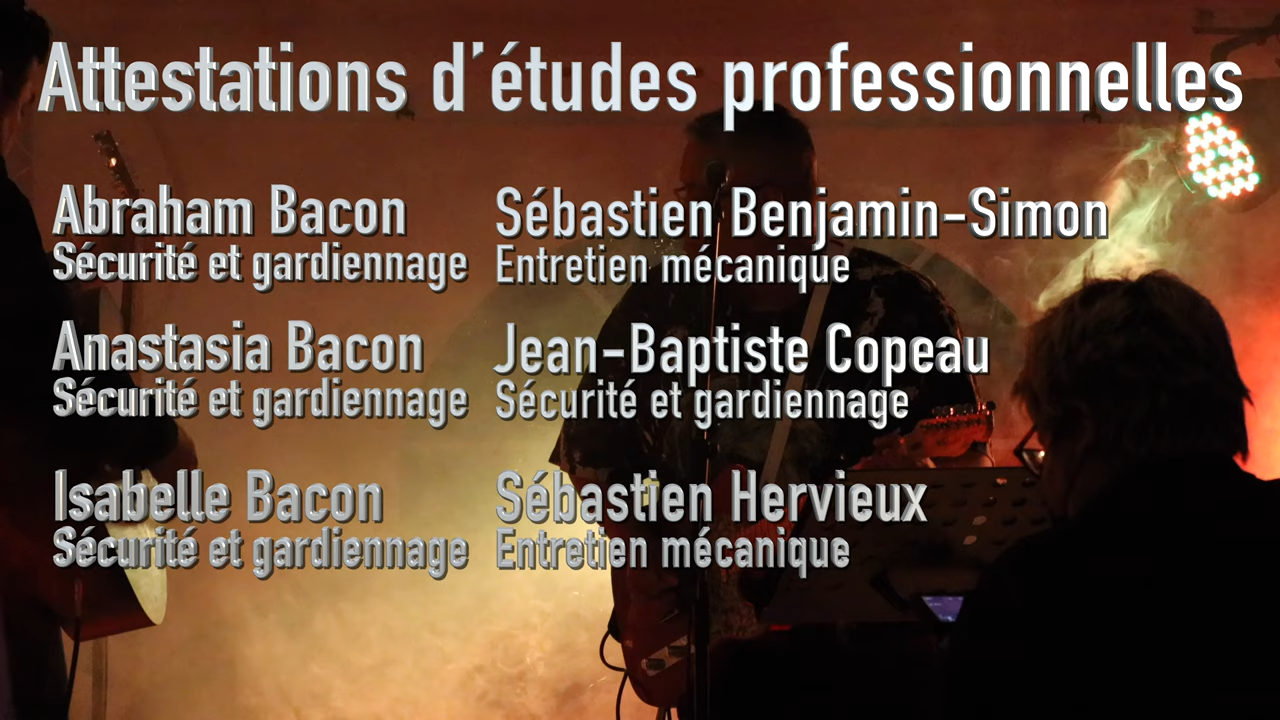 Attestations d'études professionnelles
Abraham Bacon
Sécurité et gardiennage
Anastasia Bacon
Sécurité et gardiennage
Isabelle Bacon
Sécurité et gardiennage
Sébastien Benjamin-Simon
Entretien mécanique
Jean-Baptiste Copeau
Sécurité et gardiennage
Sébastien Hervieux
Entretien mécanique